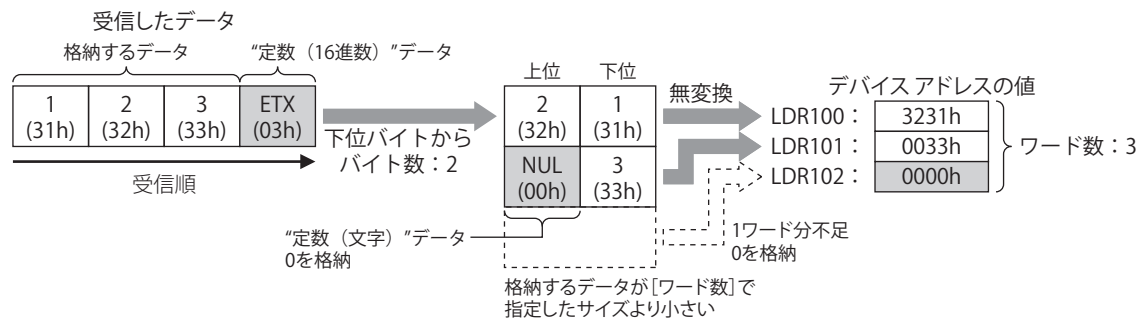 受信したデータ
格納するデータ
“定数（16進数）”データ
1
(31h)
2
(32h)
3
(33h)
ETX
(03h)
受信順
下位バイトから
バイト数：2
上位
下位
2
(32h)
1
(31h)
NUL
(00h)
3
(33h)
“定数（文字）”データ
0を格納
格納するデータが［ワード数］で
指定したサイズより小さい
無変換
デバイス アドレスの値
LDR100：
3231h
LDR101：
0033h
LDR102：
0000h
ワード数：3
1ワード分不足
0を格納